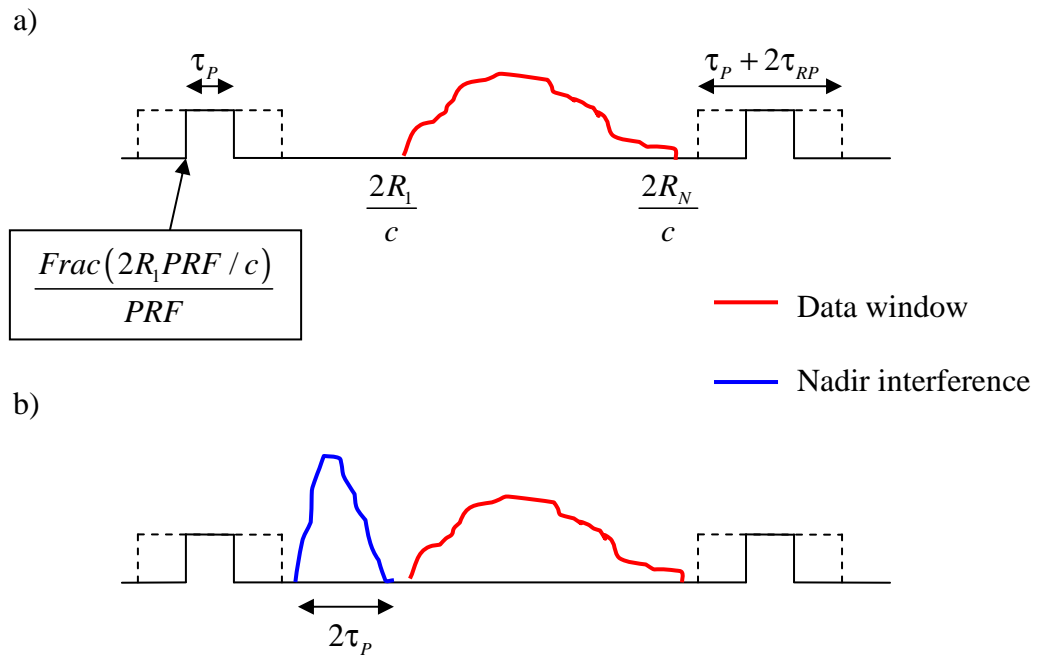 a)
τ_P
τ_P + 2τ_RP
2R_1/c
2R_N/c
Frac(2R_1PRF / c)/PRF
Data window
Nadir interference
b)
2τ_P